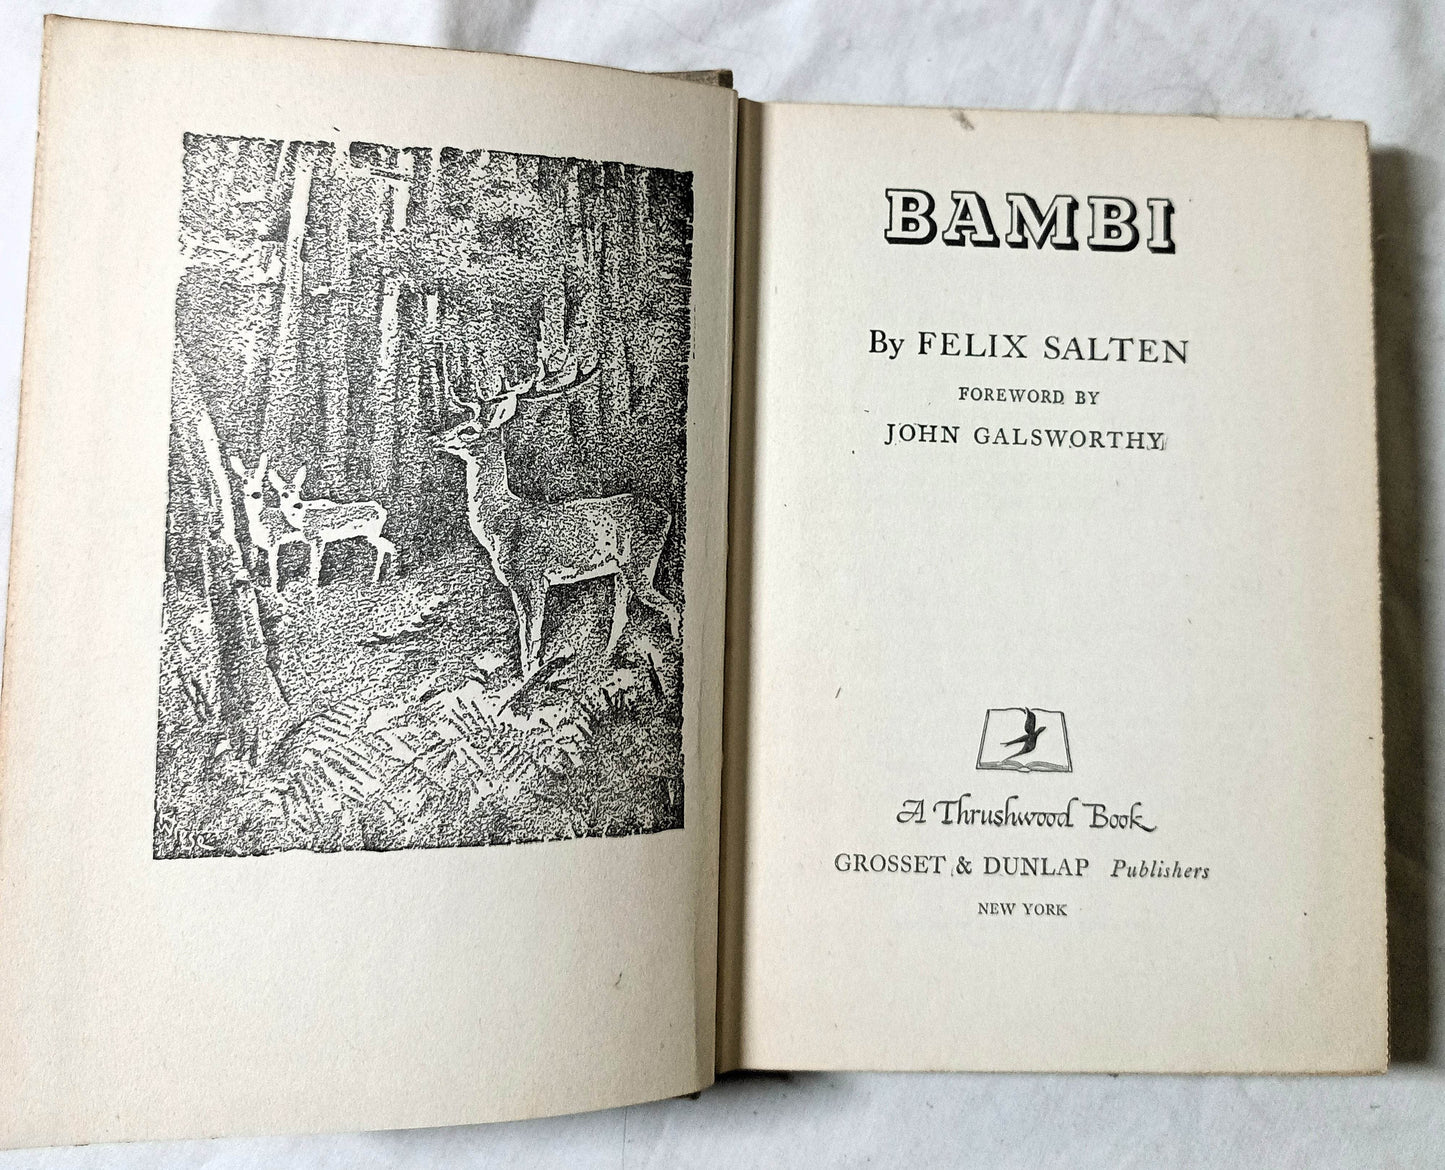 BAMBI
By FELIX SALTEN
FOREWORD BY
JOHN GALSWORTHY
A Thrushwood Book
GROSSET & DUNLAP Publishers
NEW YORK